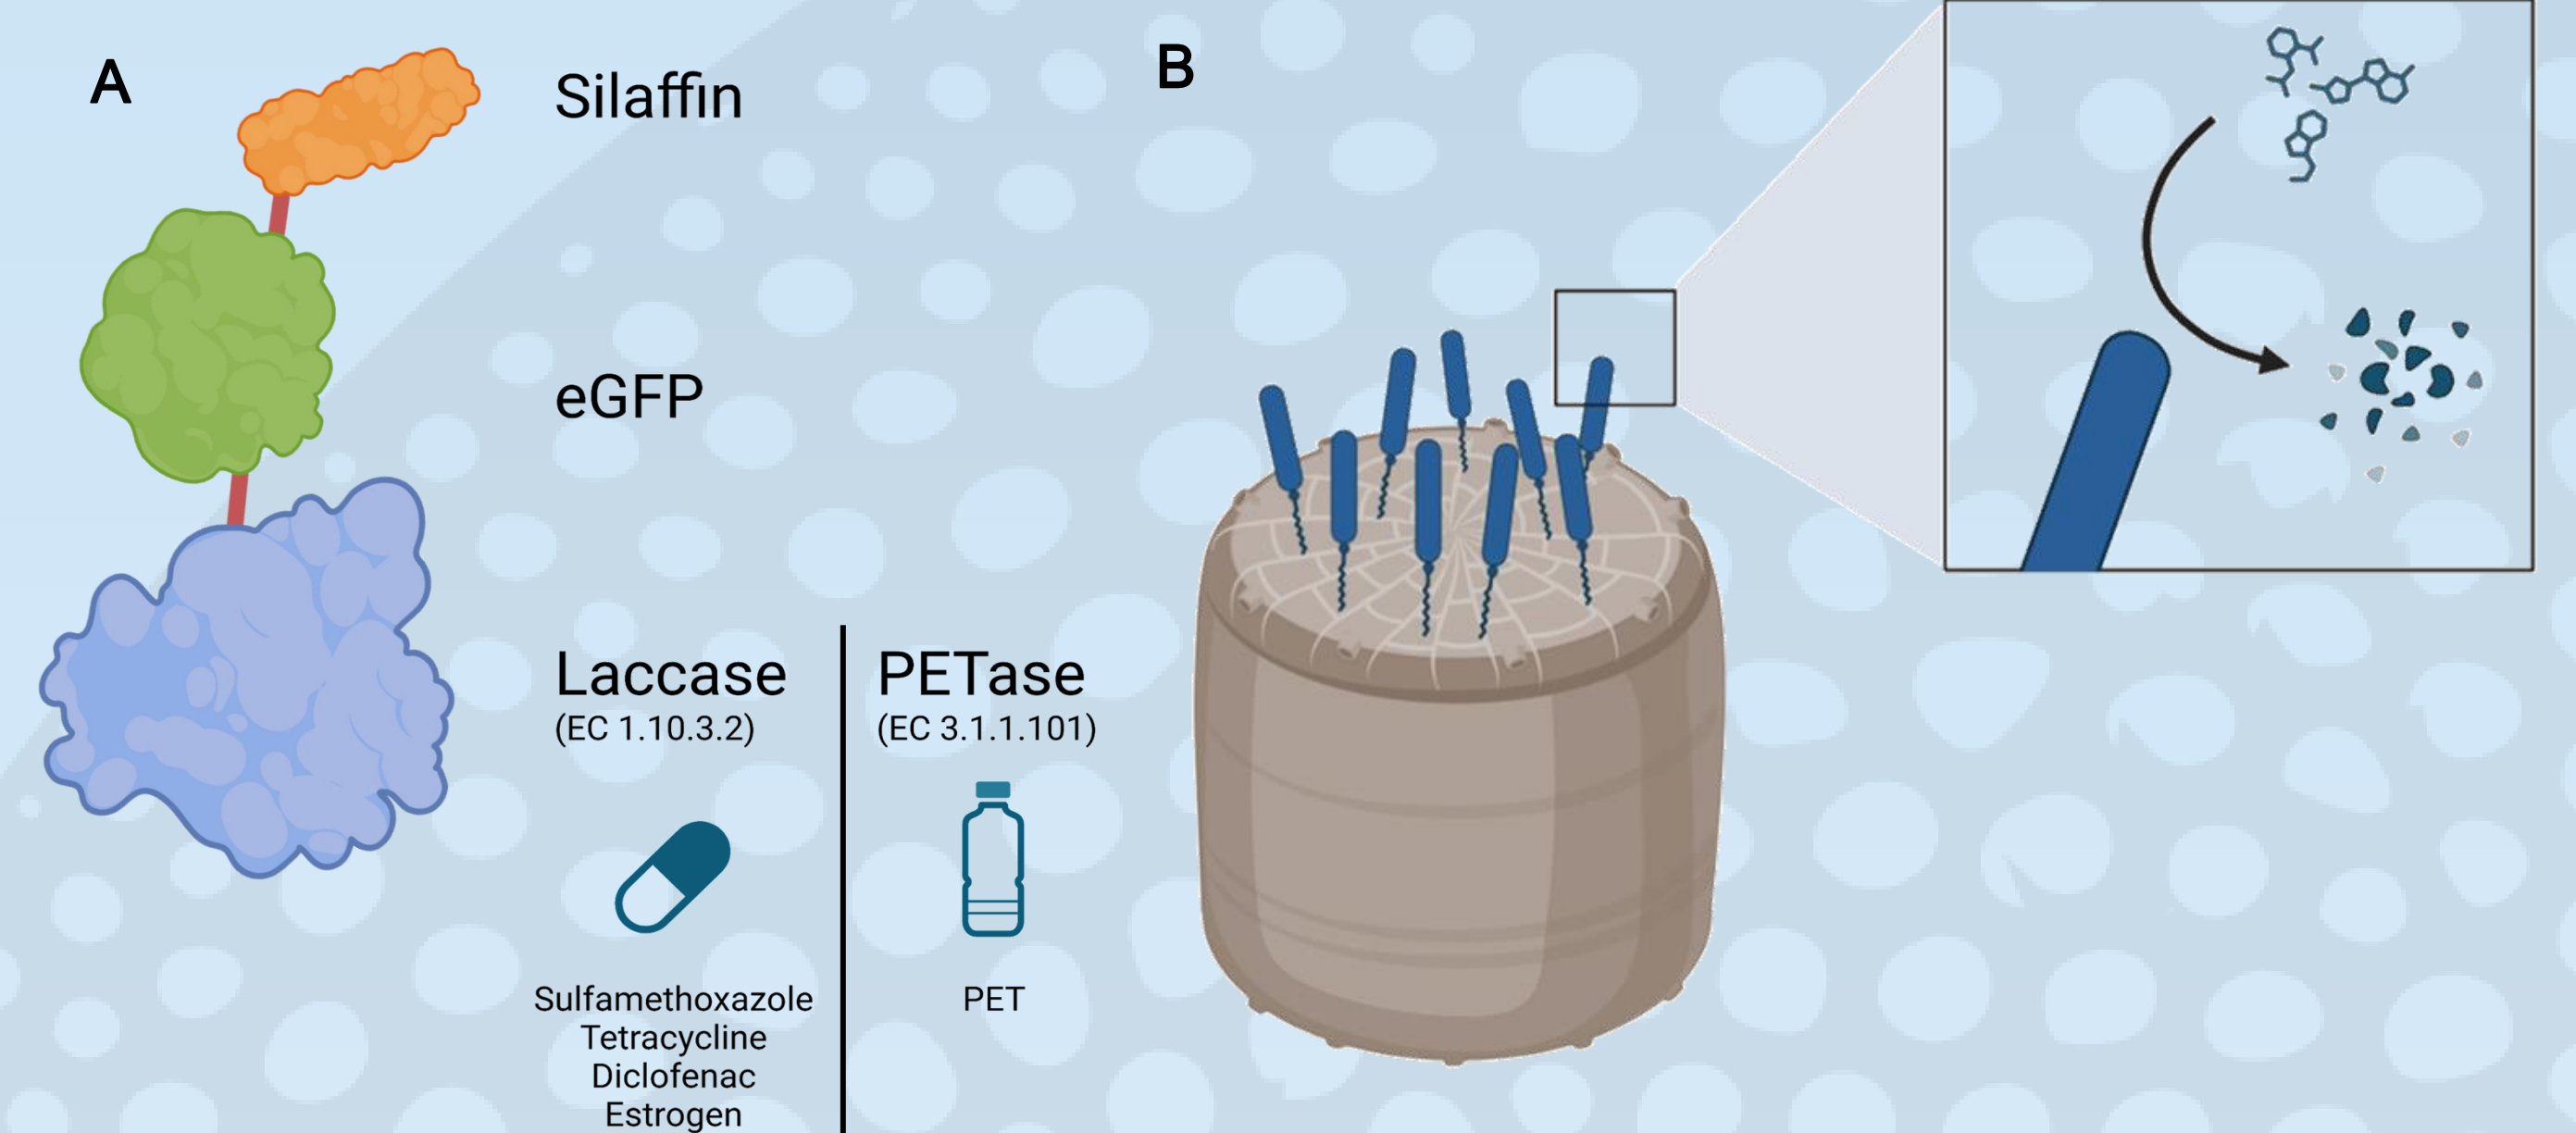 A
Silaffin
eGFP
Laccase
(EC 1.10.3.2)
Sulfamethoxazole
Tetracycline
Diclofenac
Estrogen
PETase
(EC 3.1.1.101)
PET
B